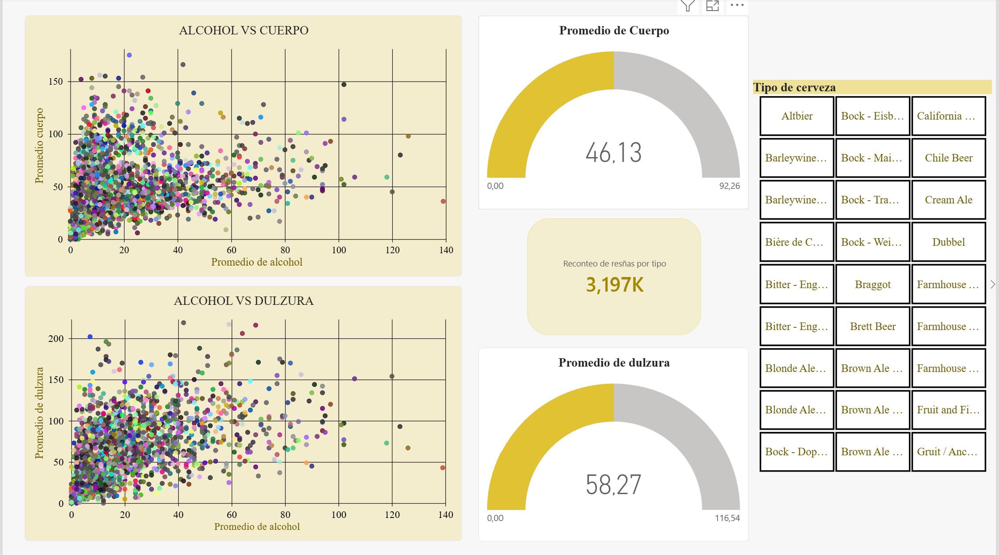 ALCOHOL VS CUERPO
Promedio cuerpo
150
100
50
0
0 20 40 60 80 100 120 140
Promedio de alcohol
ALCOHOL VS DULZURA
Promedio de dulzura
200
150
100
50
0
0 20 40 60 80 100 120 140
Promedio de alcohol
Promedio de Cuerpo
46,13
0,00 92,26
Reconteo de resñas por tipo
3,197K
Promedio de dulzura
58,27
0,00 116,54
Tipo de cerveza
Altbier Bock - Eisb... California ...
Barleywine... Bock - Mai... Chile Beer
Barleywine... Bock - Tra... Cream Ale
Bière de C... Bock - Wei... Dubbel
Bitter - Eng... Braggot Farmhouse ...
Bitter - Eng... Brett Beer Farmhouse ...
Blonde Ale... Brown Ale ... Farmhouse ...
Blonde Ale... Brown Ale ... Fruit and Fi...
Bock - Dop... Brown Ale ... Gruit / Anc...